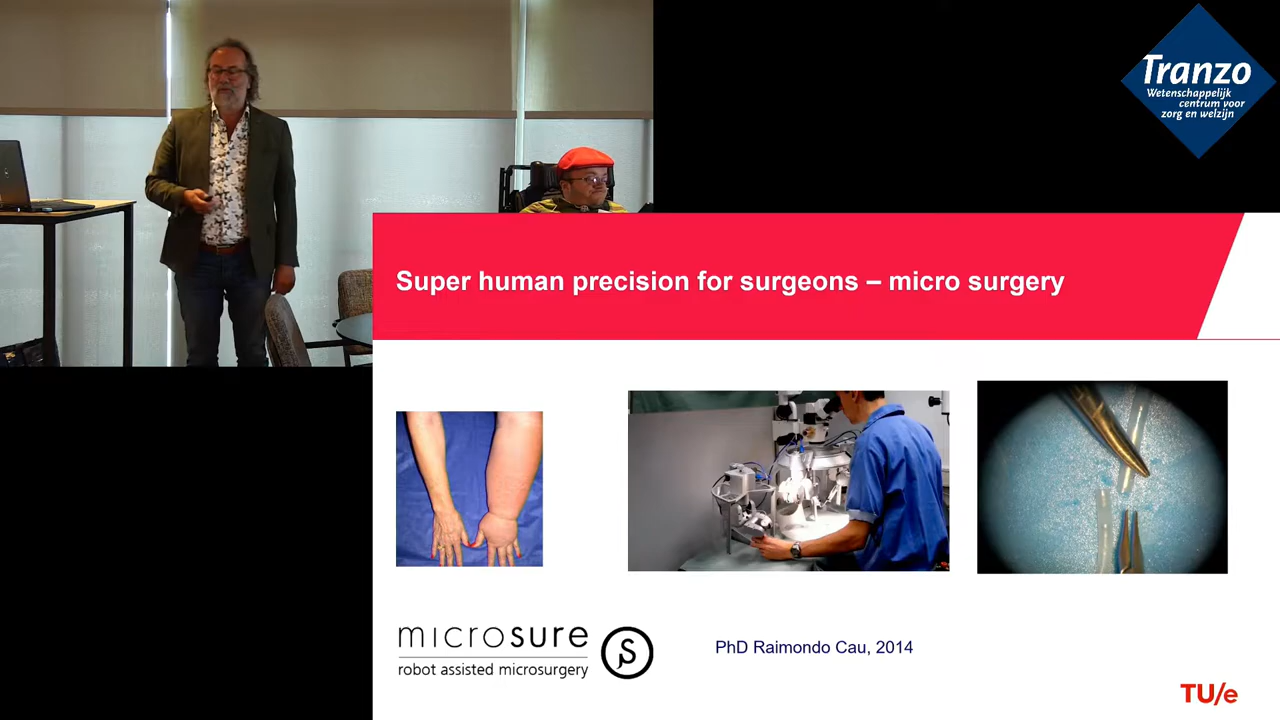 Tranzo
Wetenschappelijk
centrum voor
zorg en welzijn
Super human precision for surgeons – micro surgery
microsure
robot assisted microsurgery
PhD Raimondo Cau, 2014
TU/e